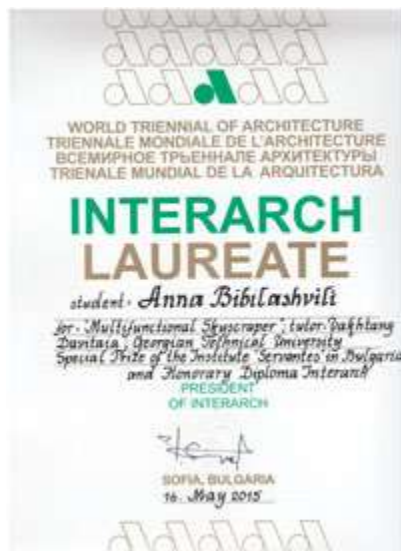 WORLD TRIENNIAL OF ARCHITECTURE
TRIENNALE MONDIALE DE L'ARCHITECTURE
ВСЕМИРНОЕ ТРЬЕННАЛЕ АРХИТЕКТУРЫ
TRIENALE MUNDIAL DE LA ARQUITECTURA
INTERARCH
LAUREATE
student: Anna Bibilashvili
for: "Multifunctional Skyscraper"; tutor: Vakhtang
Davitaia; Georgian Technical University
Special Prize of the Institute "Servantes" in Bulgaria
and Honorary Diploma Interarch
PRESIDENT
OF INTERARCH
SOFIA, BULGARIA
16. May 2015